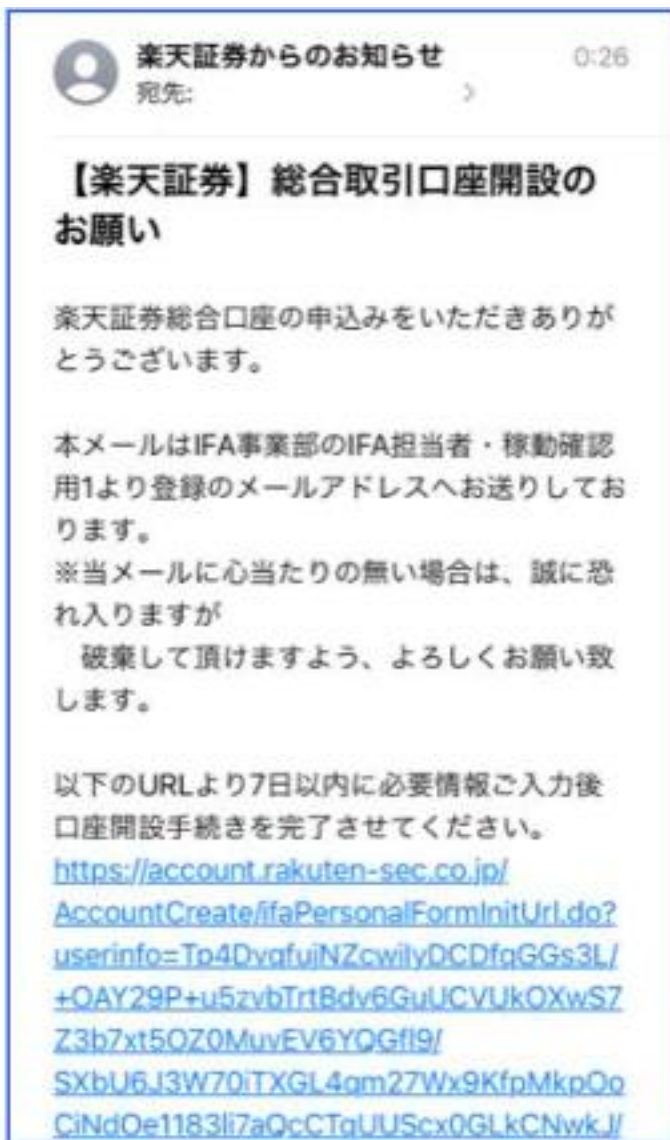 楽天証券からのお知らせ
0:26
宛先:
【楽天証券】総合取引口座開設の
お願い
楽天証券総合口座の申込みをいただきありが
とうございます。
本メールはIFA事業部のIFA担当者・稼動確認
用1より登録のメールアドレスへお送りしてお
ります。
※当メールに心当たりの無い場合は、誠に恐
れ入りますが
破棄して頂けますよう、よろしくお願い致
します。
以下のURLより7日以内に必要情報ご入力後
口座開設手続きを完了させてください。
https://account.rakuten-sec.co.jp/
AccountCreate/ifaPersonalFormInitUrl.do?